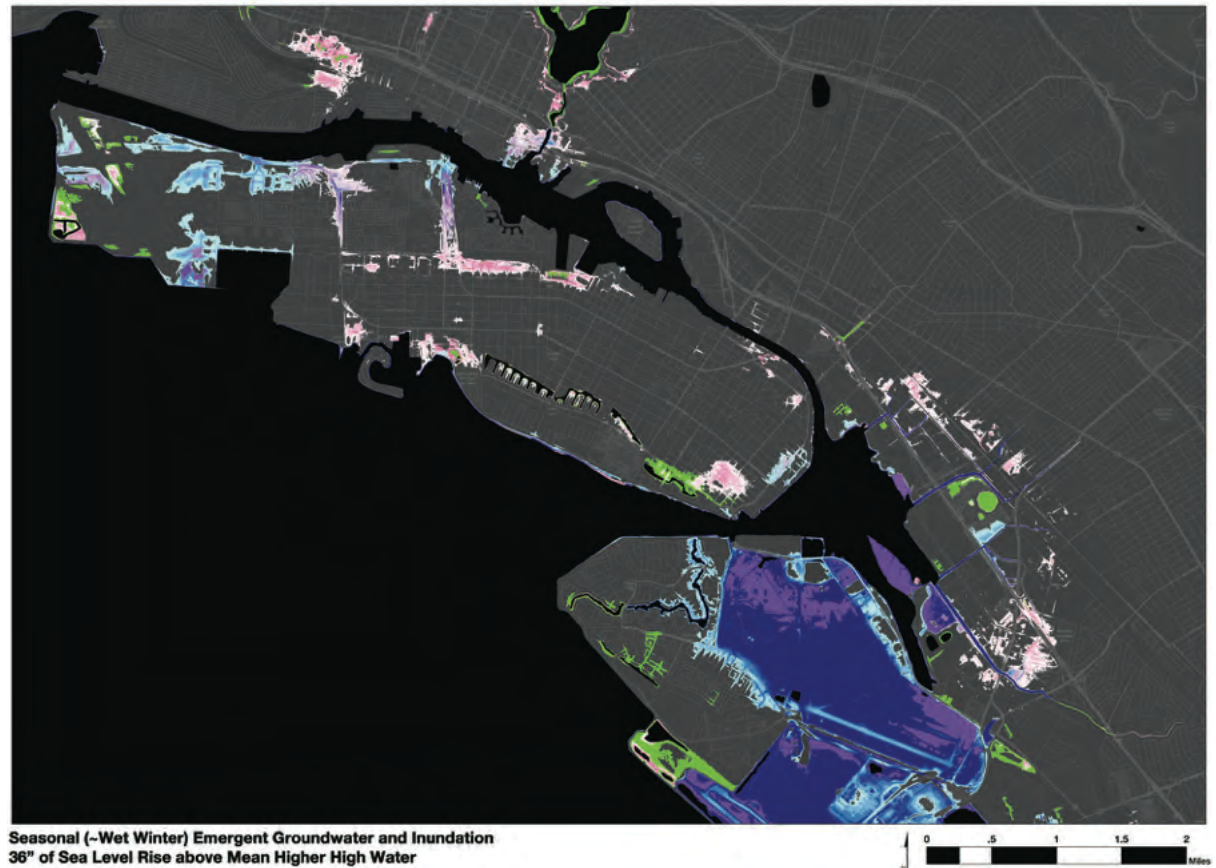 Seasonal (~Wet Winter) Emergent Groundwater and Inundation
36” of Sea Level Rise above Mean Higher High Water
0 .5 1 1.5 2
Miles